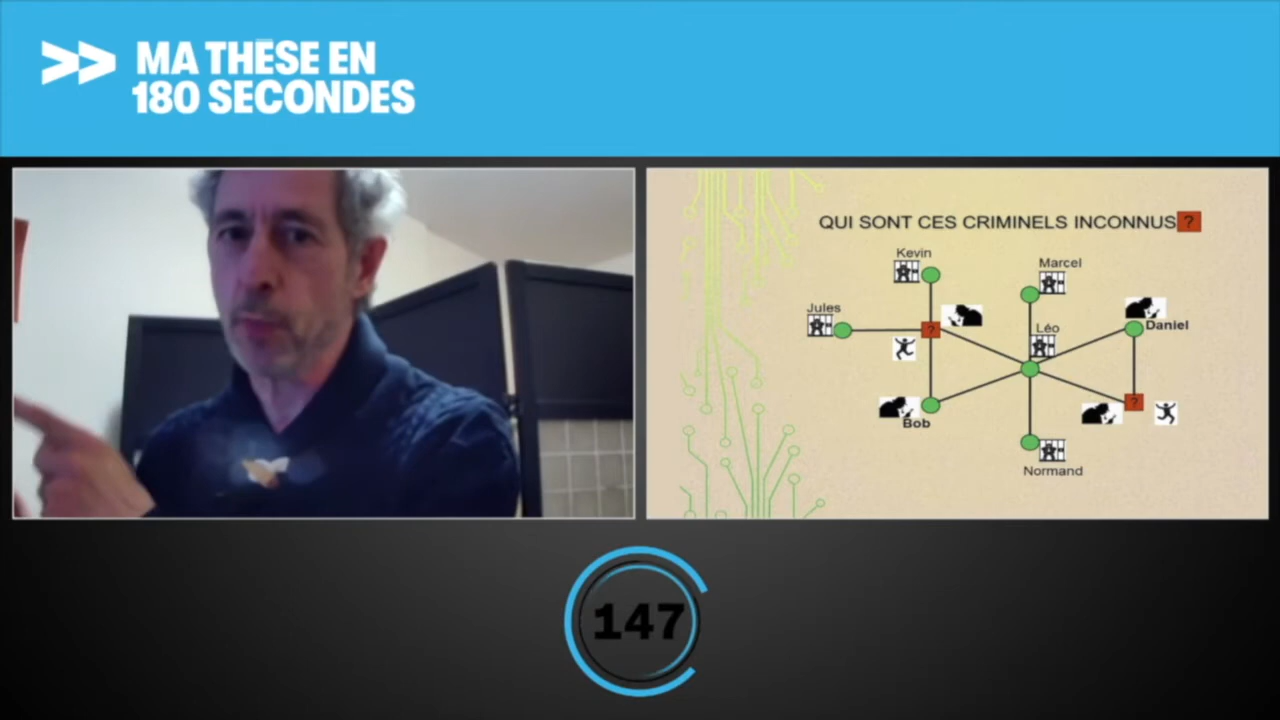 MA THÈSE EN
180 SECONDES
QUI SONT CES CRIMINELS INCONNUS ?
Kevin
Marcel
Jules
?
Léo
Daniel
Bob
?
Normand
147